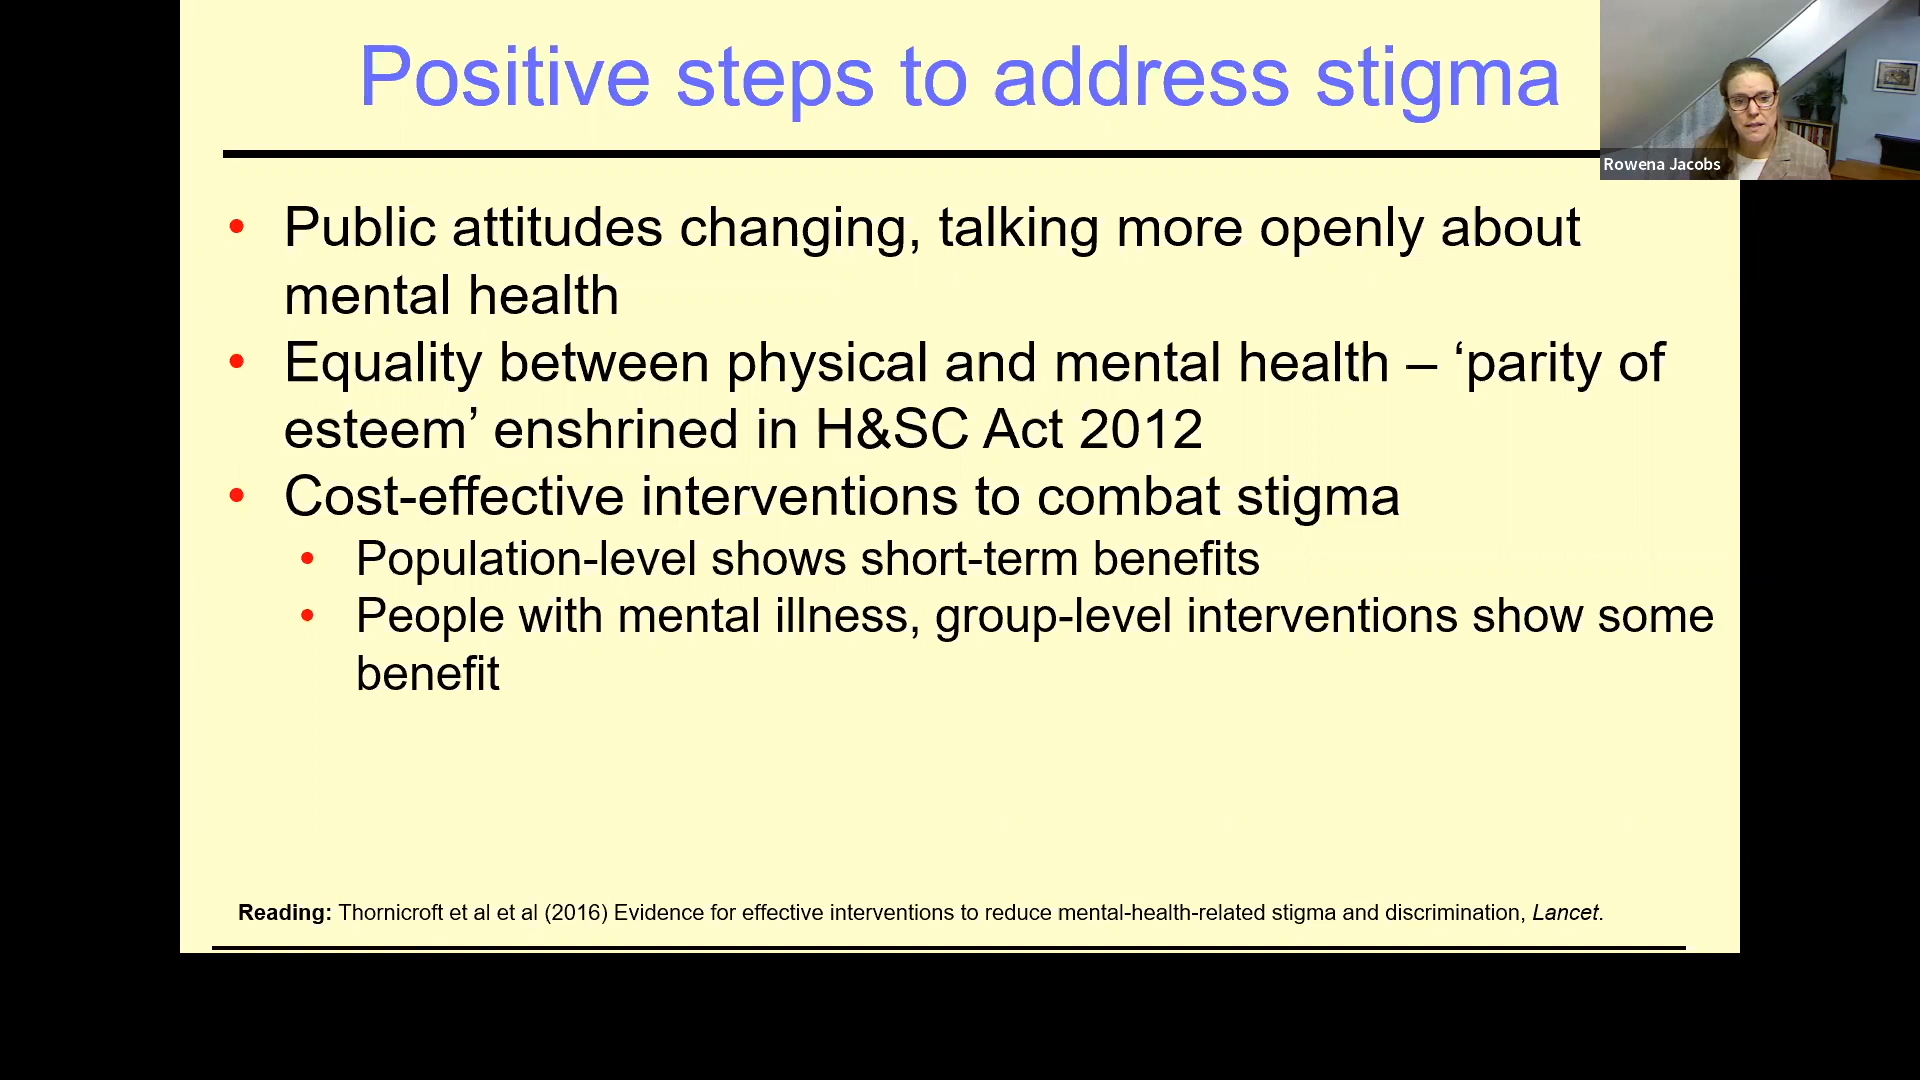 Positive steps to address stigma
Rowena Jacobs
• Public attitudes changing, talking more openly about
mental health
• Equality between physical and mental health – ‘parity of
esteem’ enshrined in H&SC Act 2012
• Cost-effective interventions to combat stigma
• Population-level shows short-term benefits
• People with mental illness, group-level interventions show some
benefit
Reading: Thornicroft et al et al (2016) Evidence for effective interventions to reduce mental-health-related stigma and discrimination, Lancet.